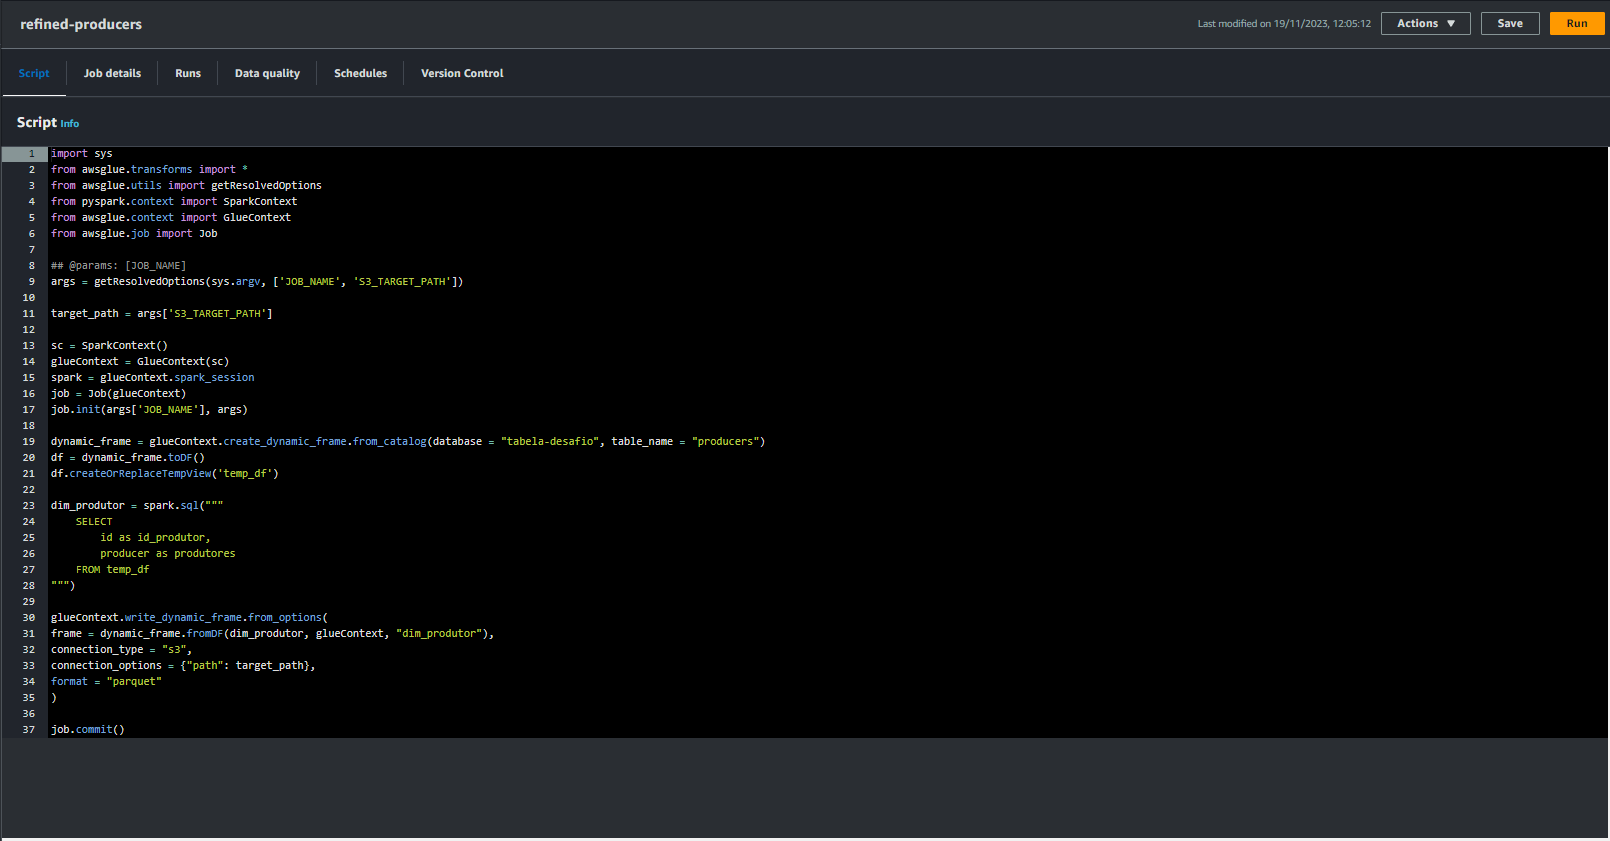 refined-producers
Last modified on 19/11/2023, 12:05:12
Actions ▼
Save
Run
Script
Job details
Runs
Data quality
Schedules
Version Control
Script Info
1 import sys
2 from awsglue.transforms import *
3 from awsglue.utils import getResolvedOptions
4 from pyspark.context import SparkContext
5 from awsglue.context import GlueContext
6 from awsglue.job import Job
7
8 ## @params: [JOB_NAME]
9 args = getResolvedOptions(sys.argv, ['JOB_NAME', 'S3_TARGET_PATH'])
10
11 target_path = args['S3_TARGET_PATH']
12
13 sc = SparkContext()
14 glueContext = GlueContext(sc)
15 spark = glueContext.spark_session
16 job = Job(glueContext)
17 job.init(args['JOB_NAME'], args)
18
19 dynamic_frame = glueContext.create_dynamic_frame.from_catalog(database = "tabela-desafio", table_name = "producers")
20 df = dynamic_frame.toDF()
21 df.createOrReplaceTempView('temp_df')
22
23 dim_produtor = spark.sql("""
24     SELECT
25         id as id_produtor,
26         producer as produtores
27     FROM temp_df
28 """)
29
30 glueContext.write_dynamic_frame.from_options(
31 frame = dynamic_frame.fromDF(dim_produtor, glueContext, "dim_produtor"),
32 connection_type = "s3",
33 connection_options = {"path": target_path},
34 format = "parquet"
35 )
36
37 job.commit()